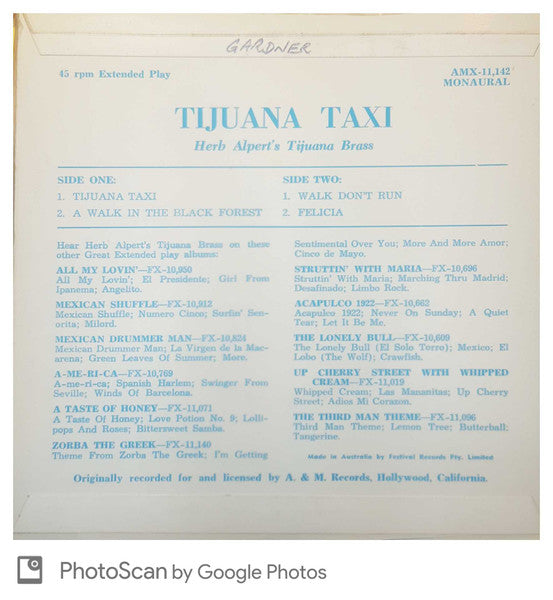 GARDNER
45 rpm Extended Play
AMX-11,142
MONAURAL
TIJUANA TAXI
Herb Alpert's Tijuana Brass
SIDE ONE:
1. TIJUANA TAXI
2. A WALK IN THE BLACK FOREST
SIDE TWO:
1. WALK DON'T RUN
2. FELICIA
Hear Herb Alpert's Tijuana Brass on these
other Great Extended play albums:
ALL MY LOVIN'—FX-10,950
All My Lovin'; El Presidente; Girl From
Ipanema; Angelito.
MEXICAN SHUFFLE—FX-10,912
Mexican Shuffle; Numero Cinco; Surfin' Sen-
orita; Milord.
MEXICAN DRUMMER MAN—FX-10,824
Mexican Drummer Man; La Virgen de la Mac-
arena; Green Leaves Of Summer; More.
A-ME-RI-CA—FX-10,769
A-me-ri-ca; Spanish Harlem; Swinger From
Seville; Winds Of Barcelona.
A TASTE OF HONEY—FX-11,071
A Taste Of Honey; Love Potion No. 9; Lolli-
pops And Roses; Bittersweet Samba.
ZORBA THE GREEK—FX-11,140
Theme From Zorba The Greek; I'm Getting
Sentimental Over You; More And More Amor;
Cinco de Mayo.
STRUTTIN' WITH MARIA—FX-10,696
Struttin' With Maria; Marching Thru Madrid;
Desafinado; Limbo Rock.
ACAPULCO 1922—FX-10,662
Acapulco 1922; Never On Sunday; A Quiet
Tear; Let It Be Me.
THE LONELY BULL—FX-10,609
The Lonely Bull (El Solo Torro); Mexico; El
Lobo (The Wolf); Crawfish.
UP CHERRY STREET WITH WHIPPED
CREAM—FX-11,019
Whipped Cream; Las Mananitas; Up Cherry
Street; Adios Mi Corazon.
THE THIRD MAN THEME—FX-11,096
Third Man Theme; Lemon Tree; Butterball;
Tangerine.
Made in Australia by Festival Records Pty. Limited
Originally recorded for and licensed by A. & M. Records, Hollywood, California.
PhotoScan by Google Photos